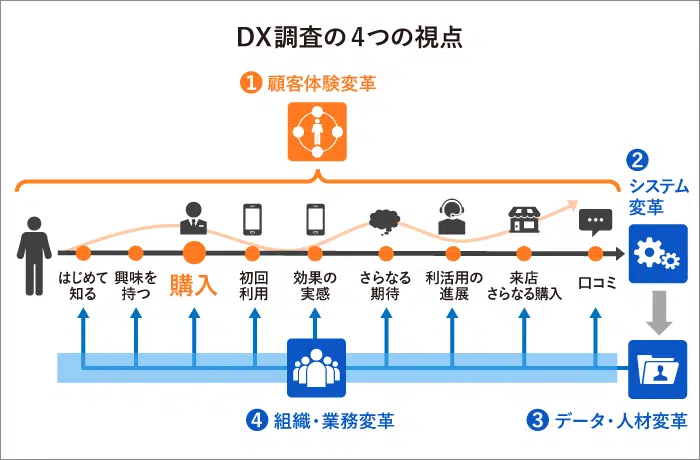 DX調査の4つの視点
1 顧客体験変革
2
システム
変革
はじめて
知る
興味を
持つ
購入
初回
利用
効果の
実感
さらなる
期待
利活用の
進展
来店
さらなる購入
口コミ
4 組織・業務変革
3 データ・人材変革